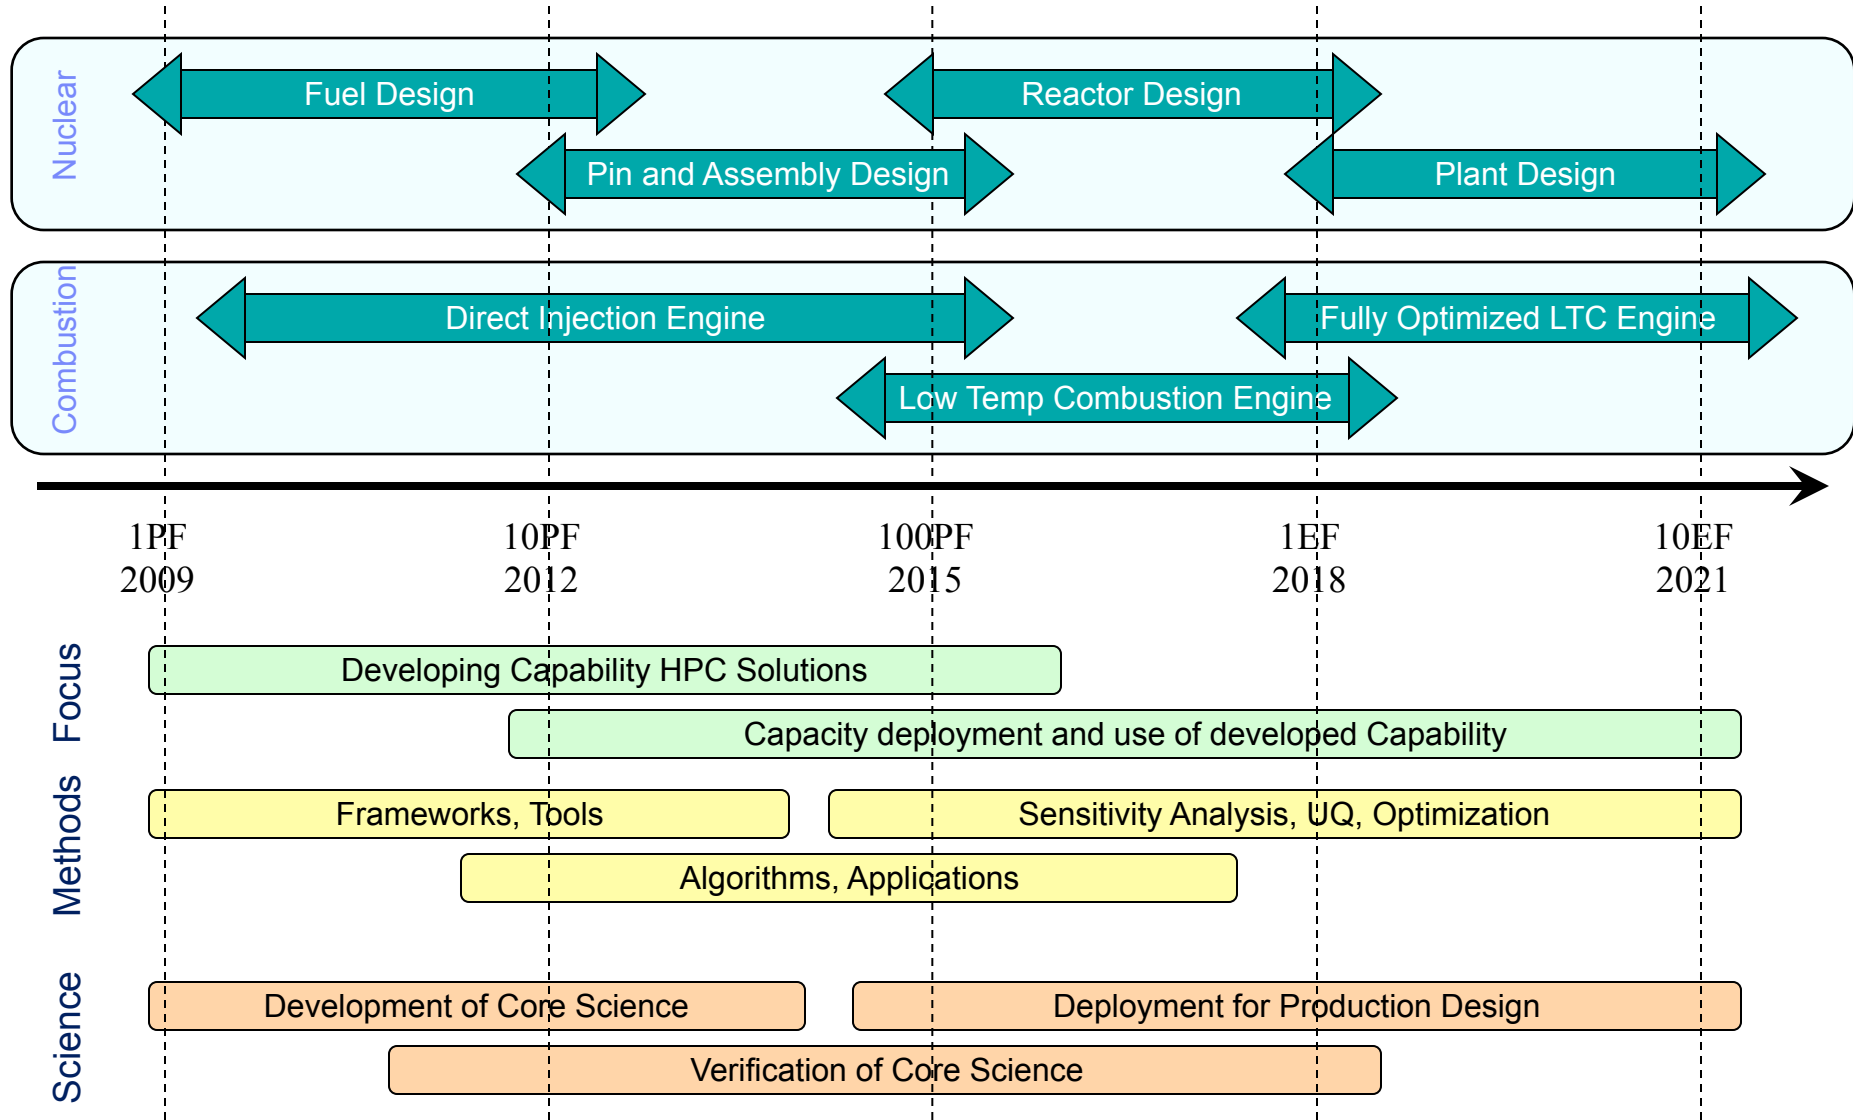 Nuclear
Fuel Design
Reactor Design
Pin and Assembly Design
Plant Design
Combustion
Direct Injection Engine
Fully Optimized LTC Engine
Low Temp Combustion Engine
1PF 10PF 100PF 1EF 10EF
2009 2012 2015 2018 2021
Focus
Developing Capability HPC Solutions
Capacity deployment and use of developed Capability
Methods
Frameworks, Tools
Sensitivity Analysis, UQ, Optimization
Algorithms, Applications
Science
Development of Core Science
Deployment for Production Design
Verification of Core Science